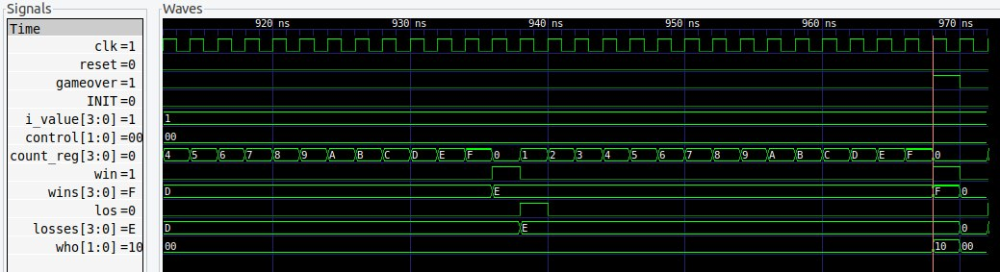 Signals Waves
Time 920 ns 930 ns 940 ns 950 ns 960 ns 970 ns
clk=1
reset=0
gameover=1
INIT=0
i_value[3:0]=1 1
control[1:0]=00 00
count_reg[3:0]=0 4 5 6 7 8 9 A B C D E F 0 1 2 3 4 5 6 7 8 9 A B C D E F 0
win=1
wins[3:0]=F D E F 0
los=0
losses[3:0]=E D E 0
who[1:0]=10 00 10 00